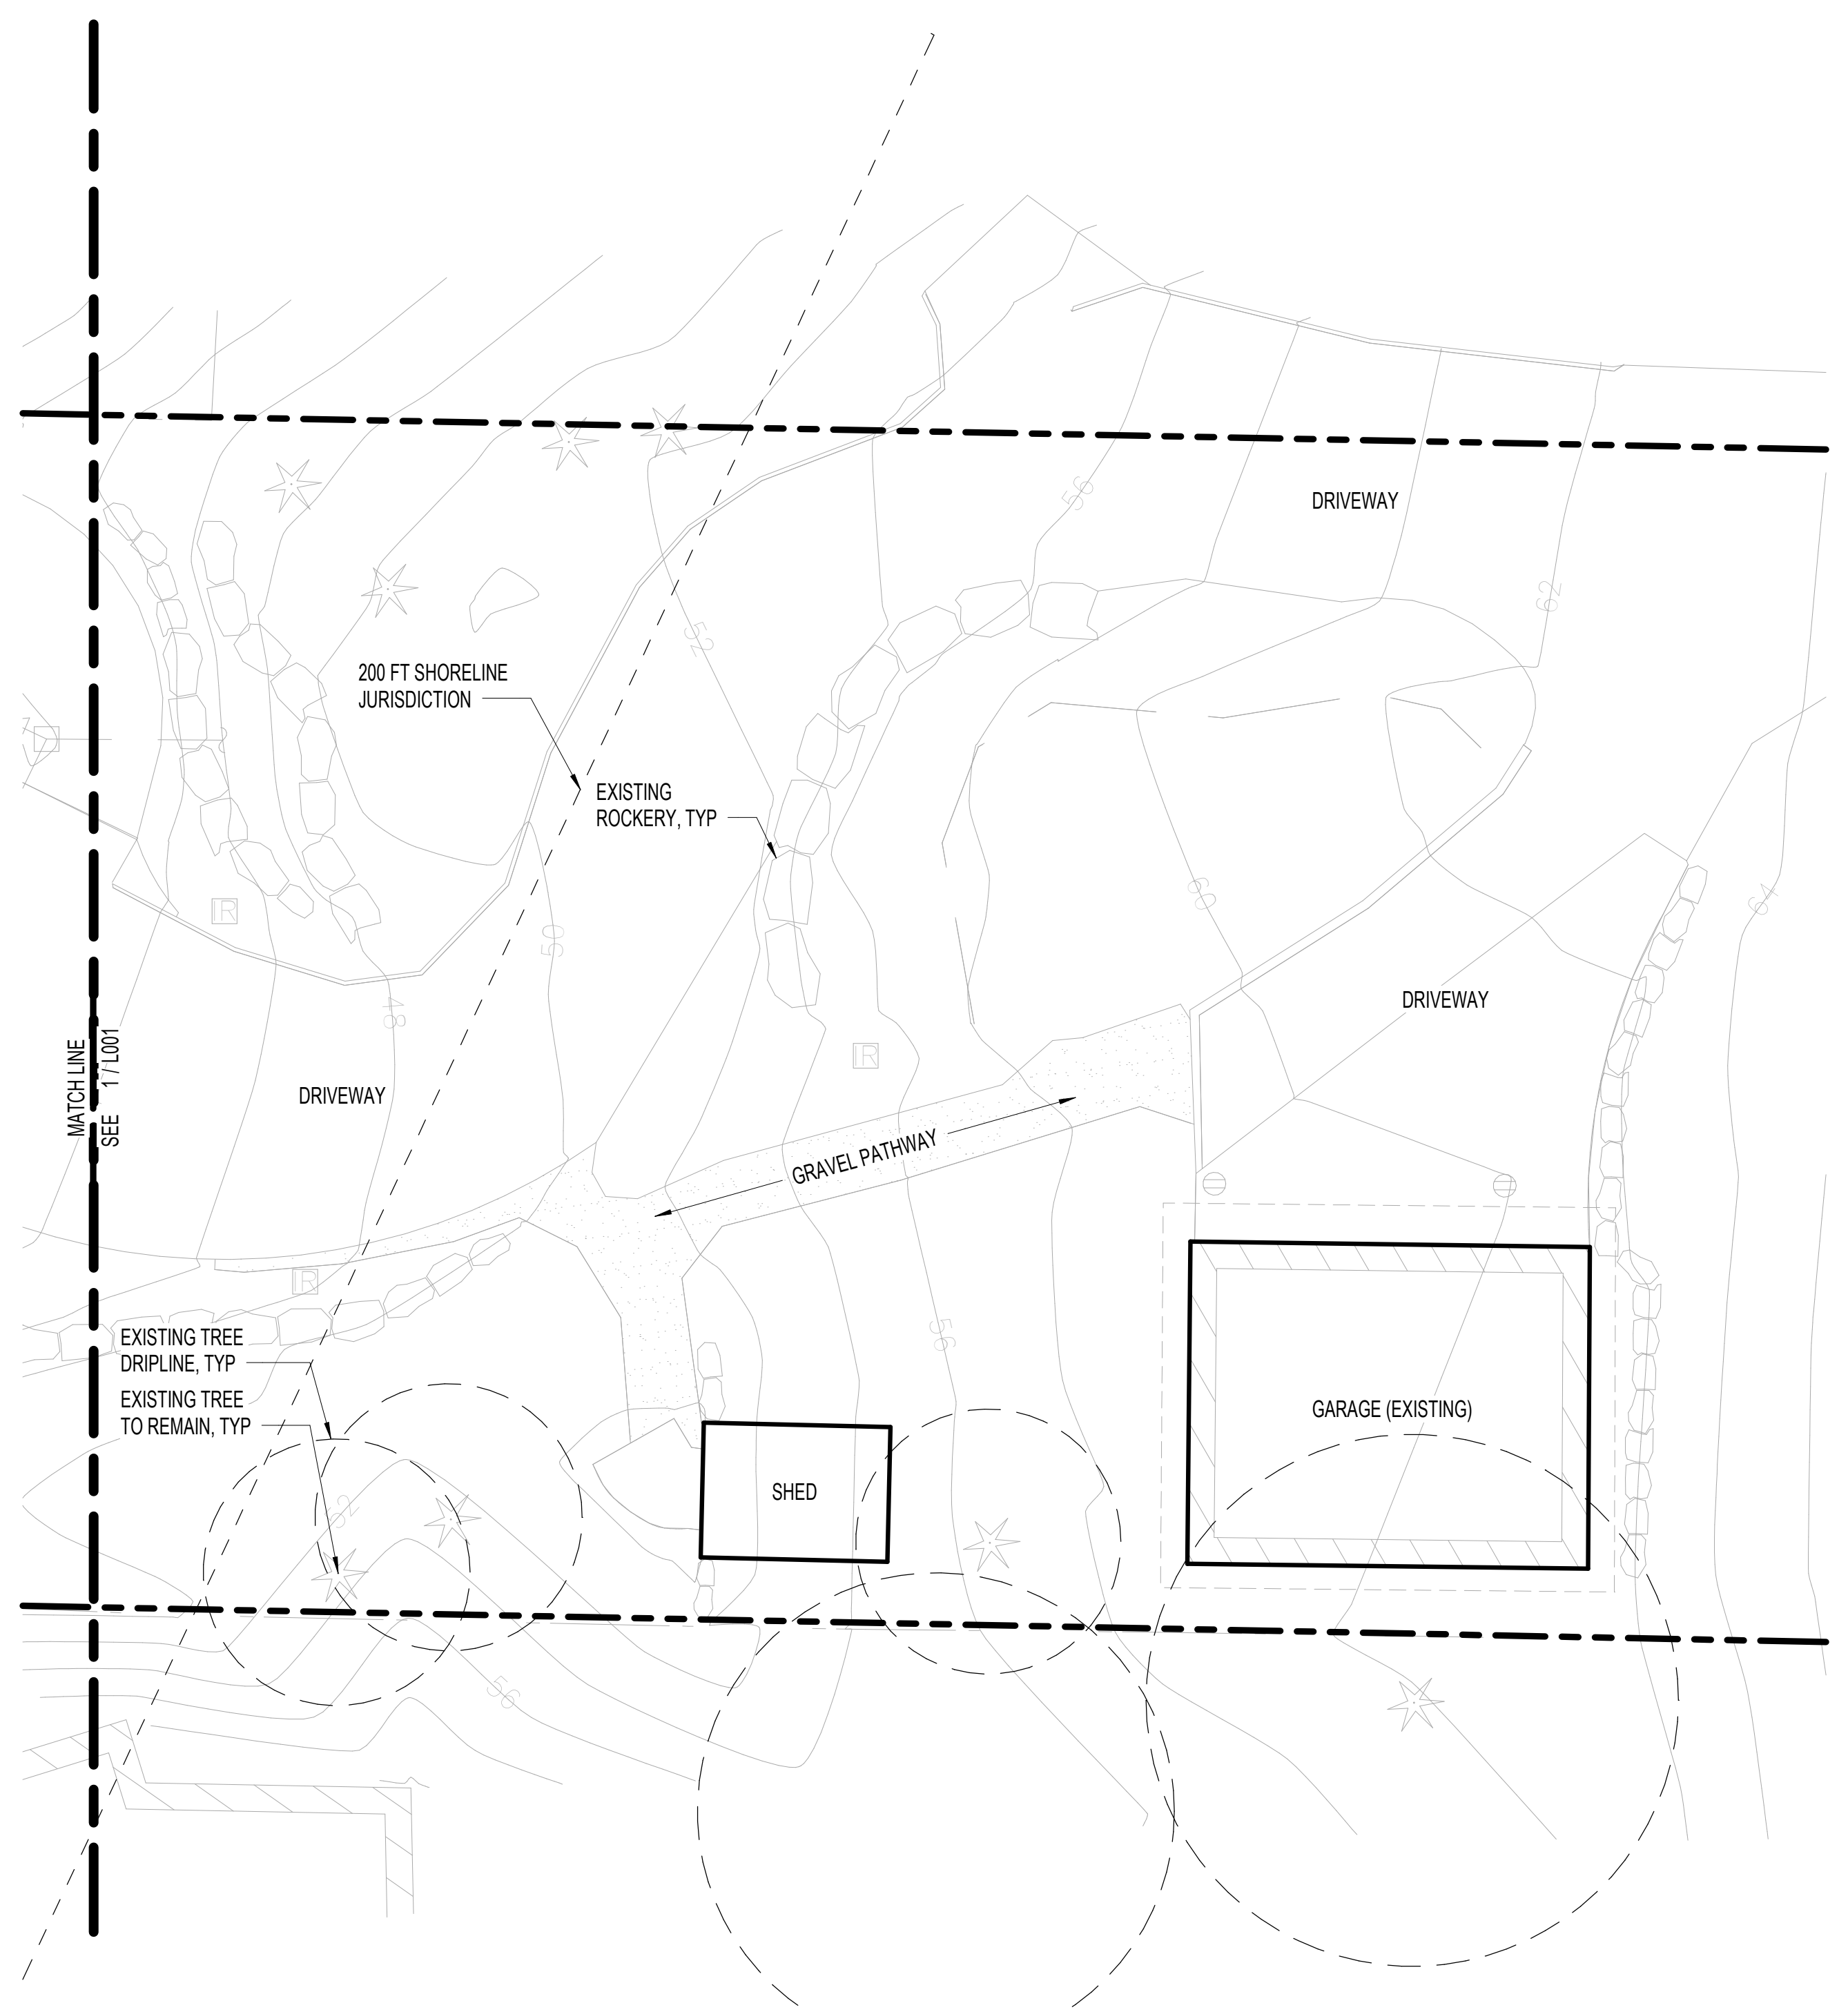 DRIVEWAY
56
62
57
200 FT SHORELINE
JURISDICTION
EXISTING
ROCKERY, TYP
60
64
IR
50
48
DRIVEWAY
MATCH LINE
SEE 1 / L001
DRIVEWAY
IR
GRAVEL PATHWAY
IR
55
EXISTING TREE
DRIPLINE, TYP
EXISTING TREE
TO REMAIN, TYP
GARAGE (EXISTING)
SHED
52
56